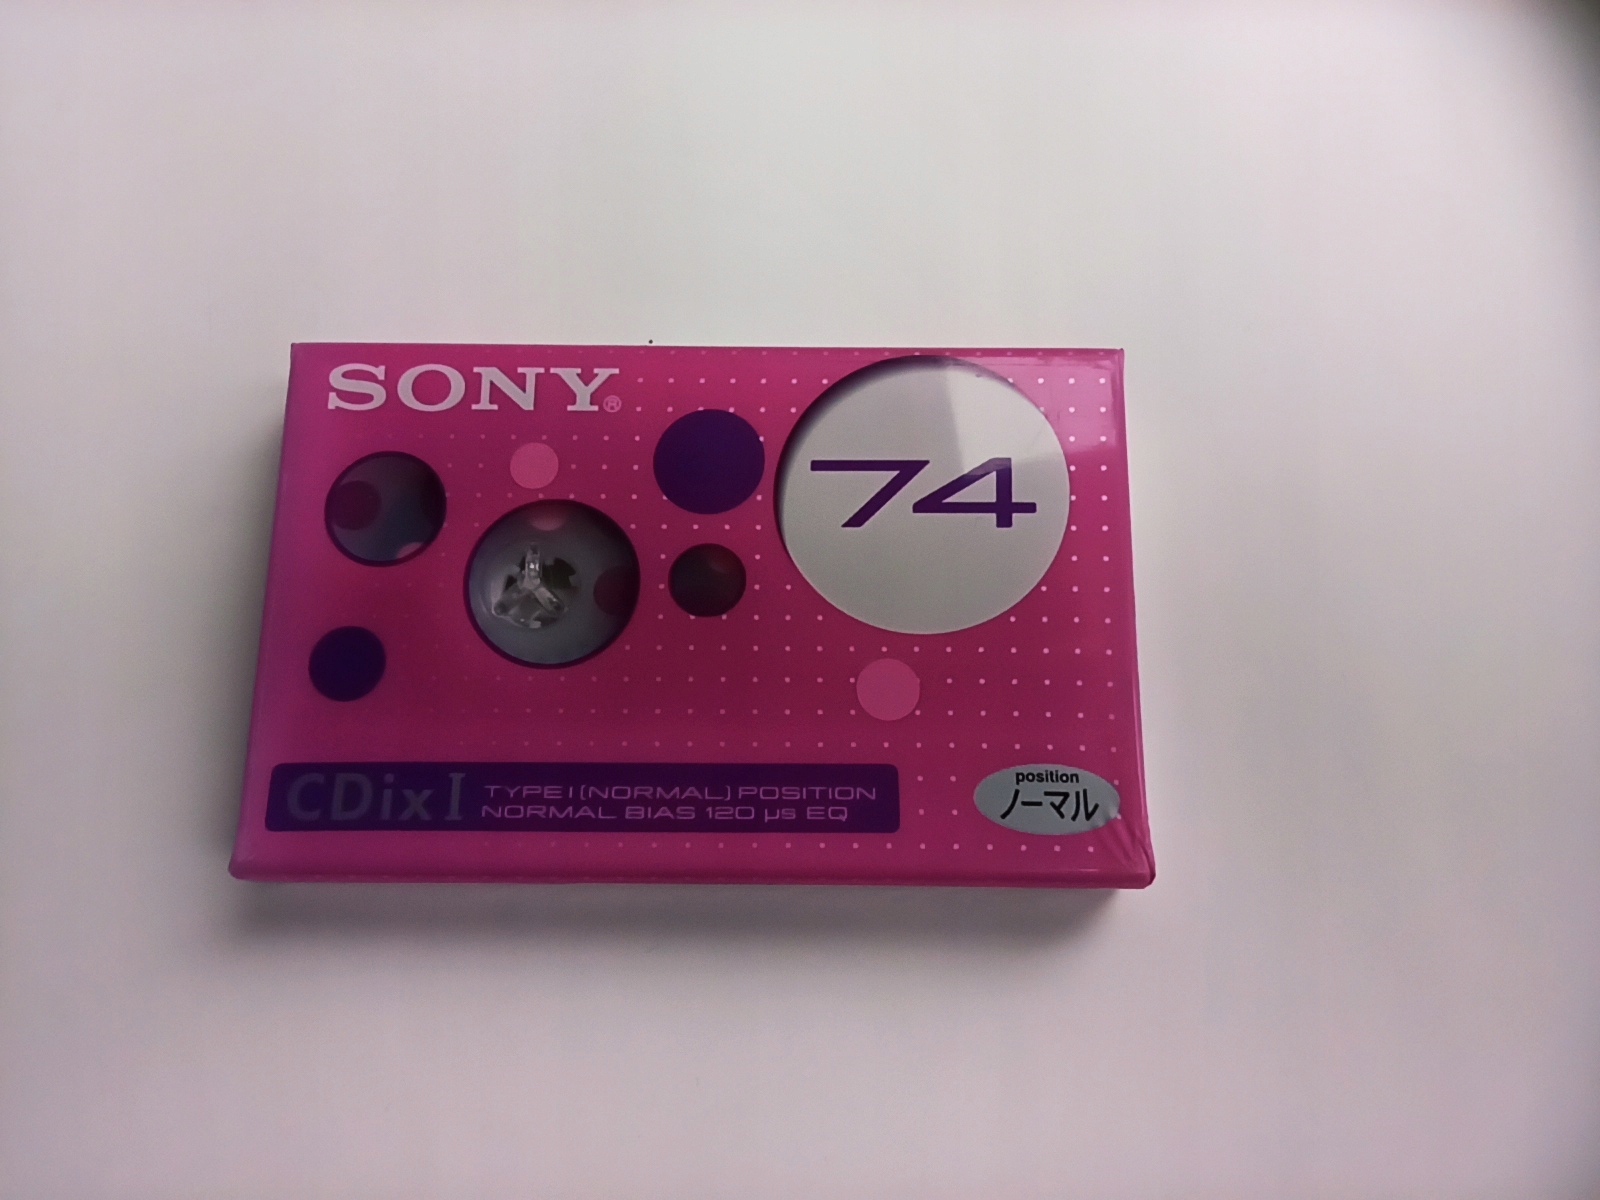 SONY®
74
CDix I
TYPE I (NORMAL) POSITION
NORMAL BIAS 120 µs EQ
position
ノーマル